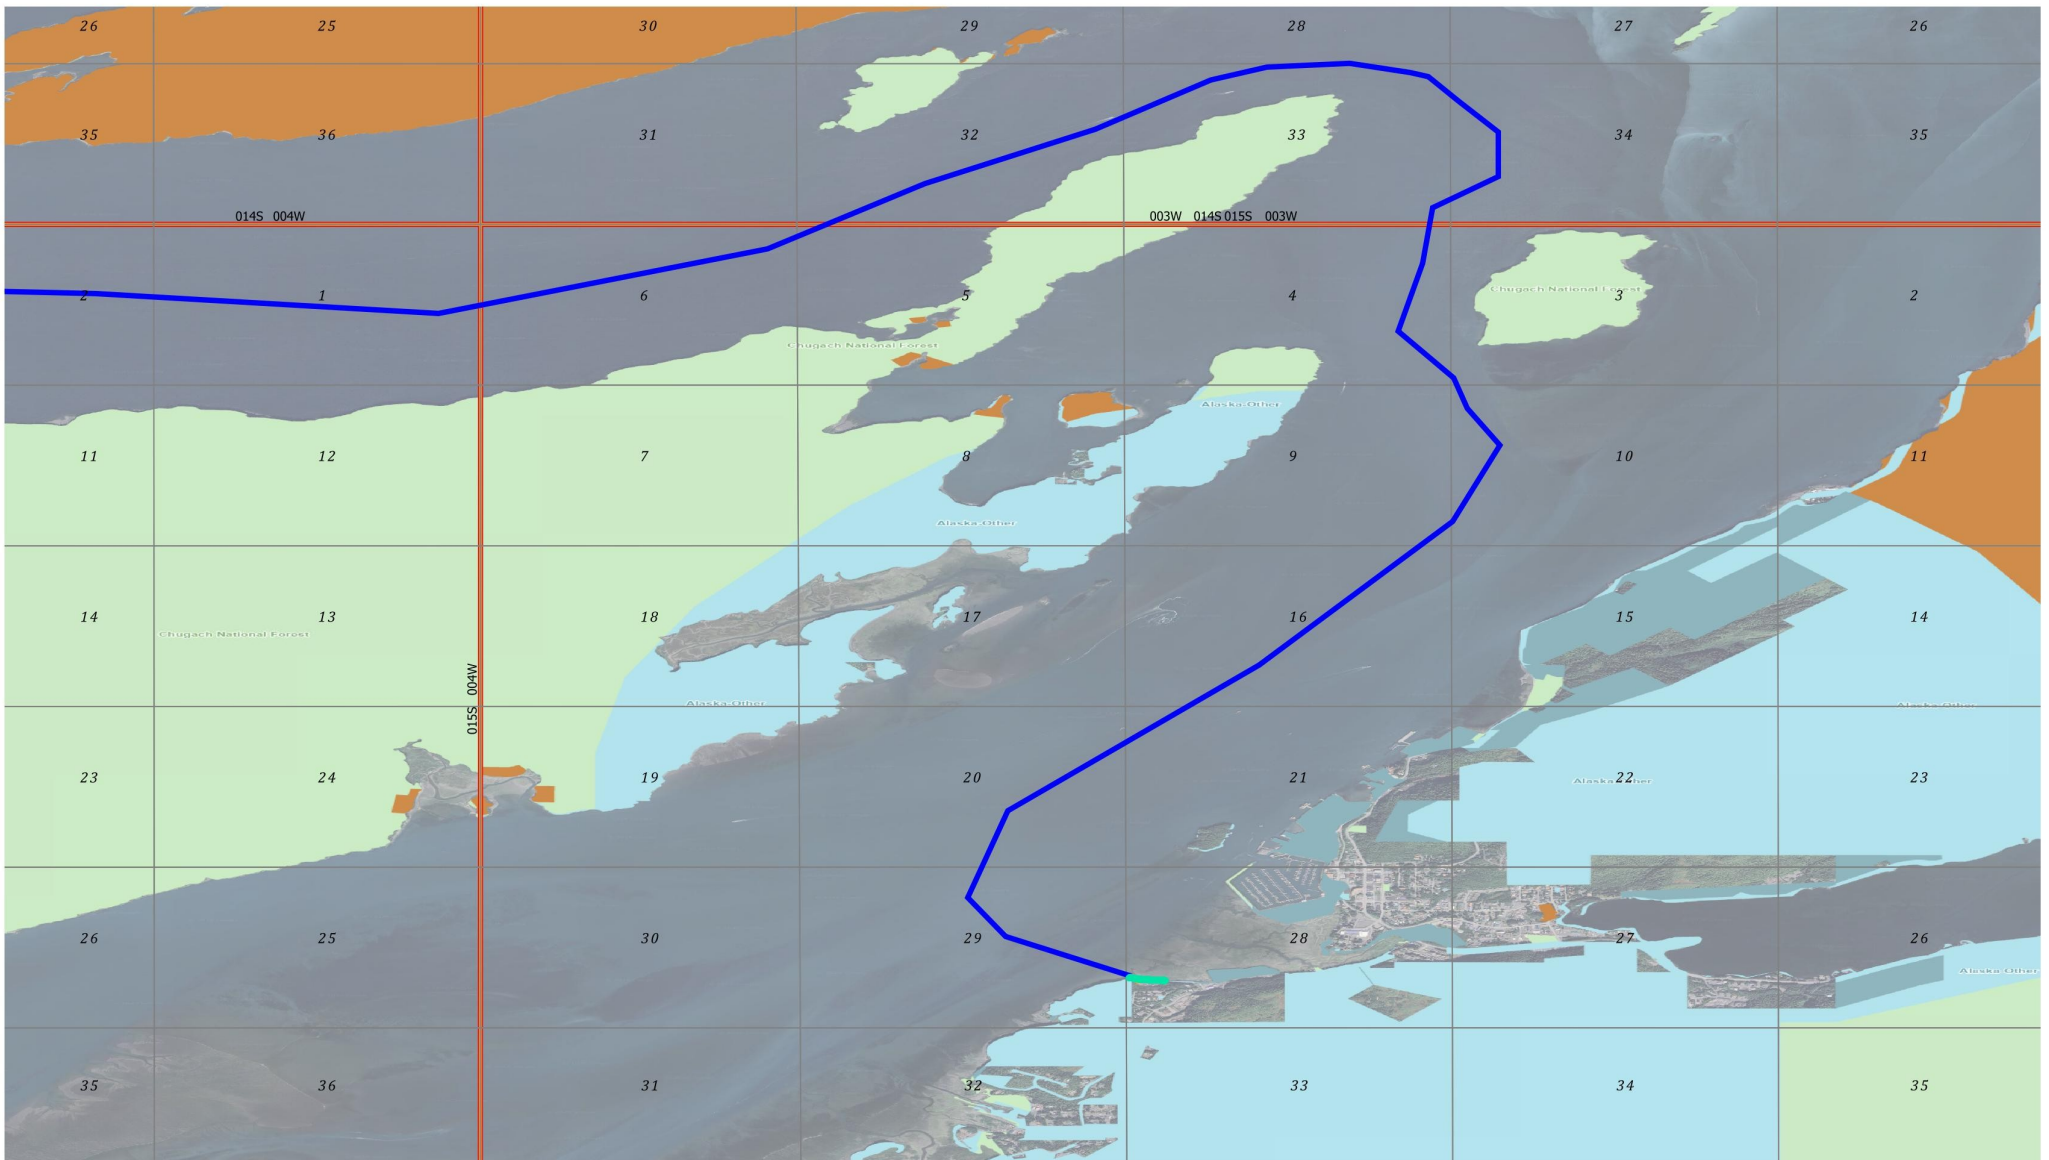 26 25 30 29 28 27 26
35 36 31 32 33 34 35
014S 004W 003W 014S 015S 003W
2 1 6 5 4 3 2
Chugach National Forest
Chugach National Forest
Alaska-Other
11 12 7 8 9 10 11
Alaska-Other
14 13 18 17 16 15 14
Chugach National Forest
015S 004W
Alaska-Other
Alaska-Other
23 24 19 20 21 22 23
Alaska-Other
26 25 30 29 28 27 26
Alaska-Other
35 36 31 32 33 34 35